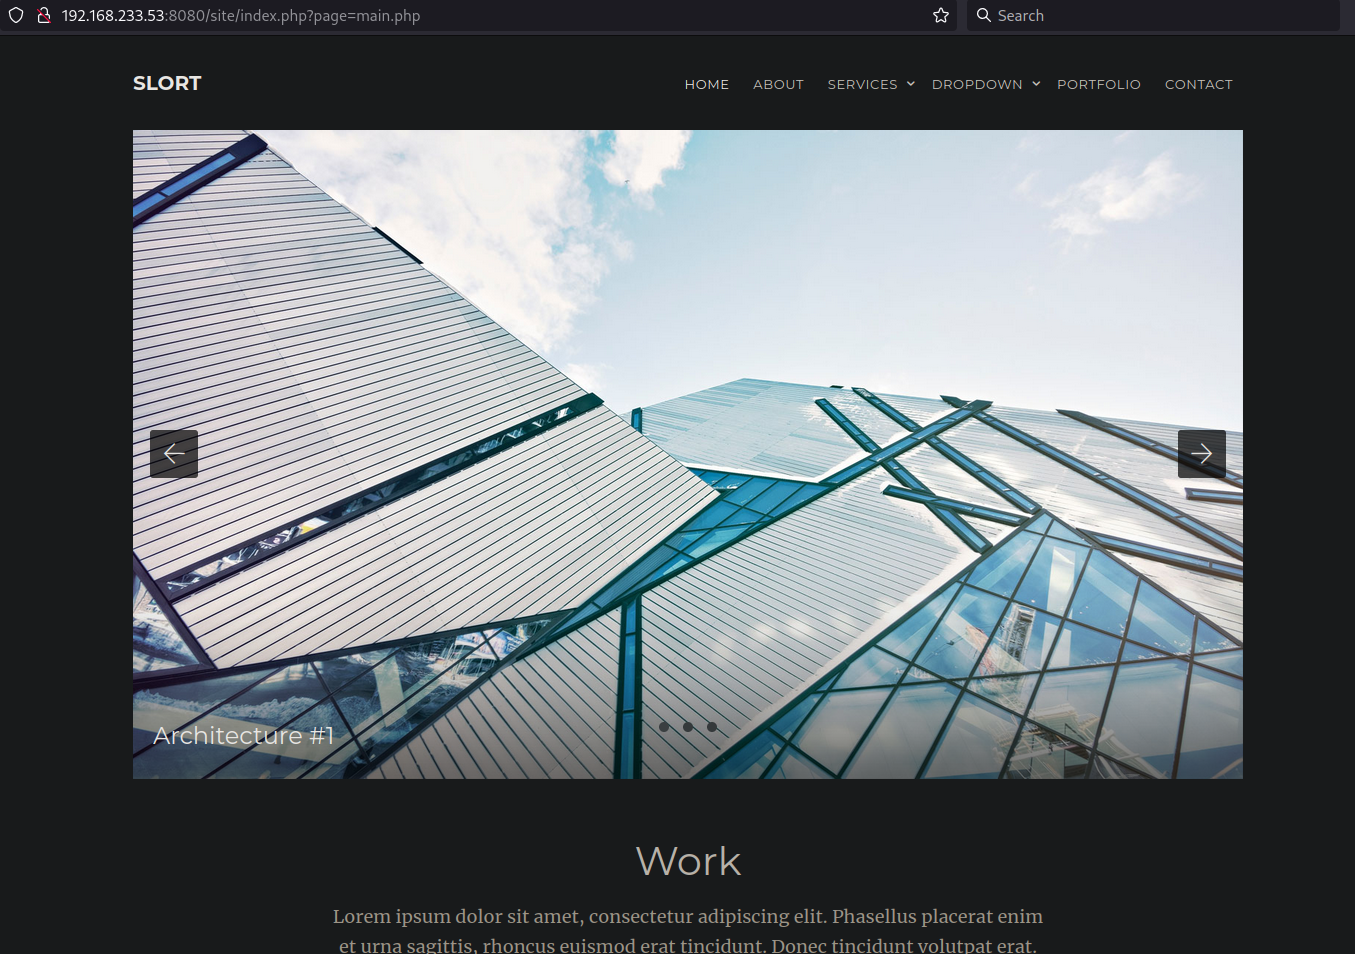 192.168.233.53:8080/site/index.php?page=main.php
Search
SLORT
HOME ABOUT SERVICES DROPDOWN PORTFOLIO CONTACT
Architecture #1
Work
Lorem ipsum dolor sit amet, consectetur adipiscing elit. Phasellus placerat enim
et urna sagittis, rhoncus euismod erat tincidunt. Donec tincidunt volutpat erat.